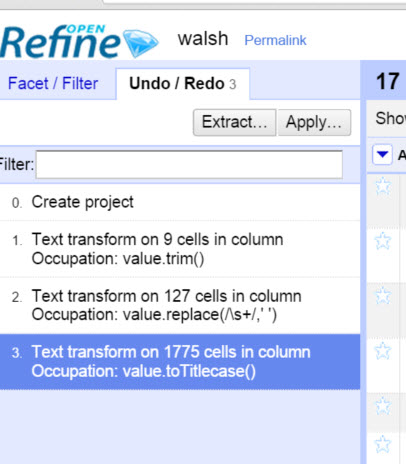 OPEN
Refine walsh Permalink
Facet / Filter Undo / Redo 3
17
Extract... Apply...
Filter:
0. Create project
1. Text transform on 9 cells in column
Occupation: value.trim()
2. Text transform on 127 cells in column
Occupation: value.replace(/\s+/,' ')
3. Text transform on 1775 cells in column
Occupation: value.toTitlecase()